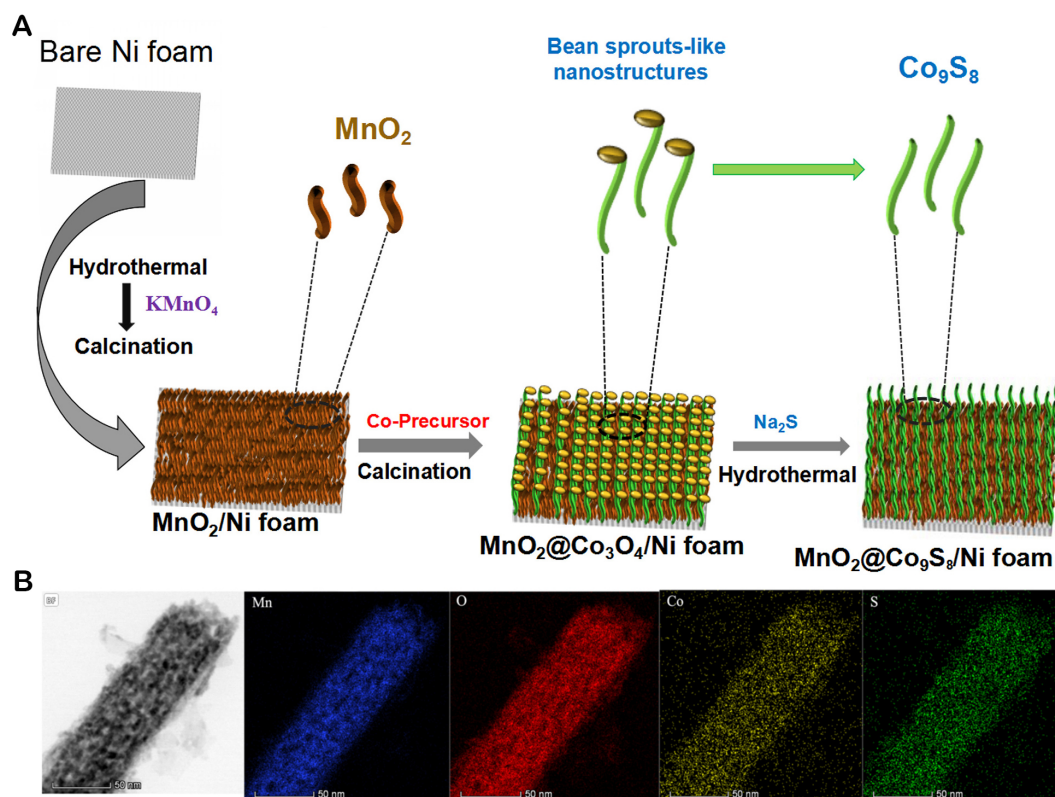 A
Bare Ni foam
Bean sprouts-like
nanostructures
Co₉S₈
MnO₂
Hydrothermal
KMnO₄
Calcination
Co-Precursor
Calcination
Na₂S
Hydrothermal
MnO₂/Ni foam
MnO₂@Co₃O₄/Ni foam
MnO₂@Co₉S₈/Ni foam
B
BF
Mn
O
Co
S
50 nm
50 nm
50 nm
50 nm
50 nm